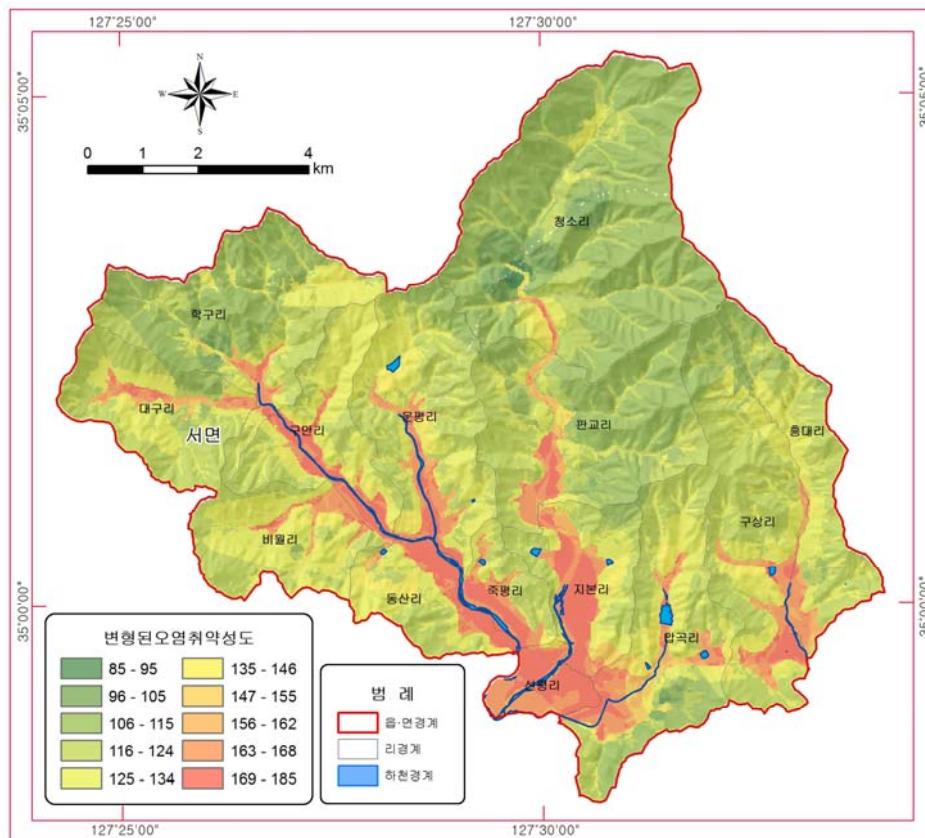 127°25'00"
127°30'00"
35°05'00"
35°05'00"
N
W
E
S
0 1 2 4
km
청소리
학구리
대구리
서면
구만리
운평리
판교리
흥대리
구상리
비월리
동산리
죽평리
지본리
압곡리
선평리
35°00'00"
35°00'00"
변형된오염취약성도
85 - 95
96 - 105
106 - 115
116 - 124
125 - 134
135 - 146
147 - 155
156 - 162
163 - 168
169 - 185
범 례
읍·면경계
리경계
하천경계
127°25'00"
127°30'00"